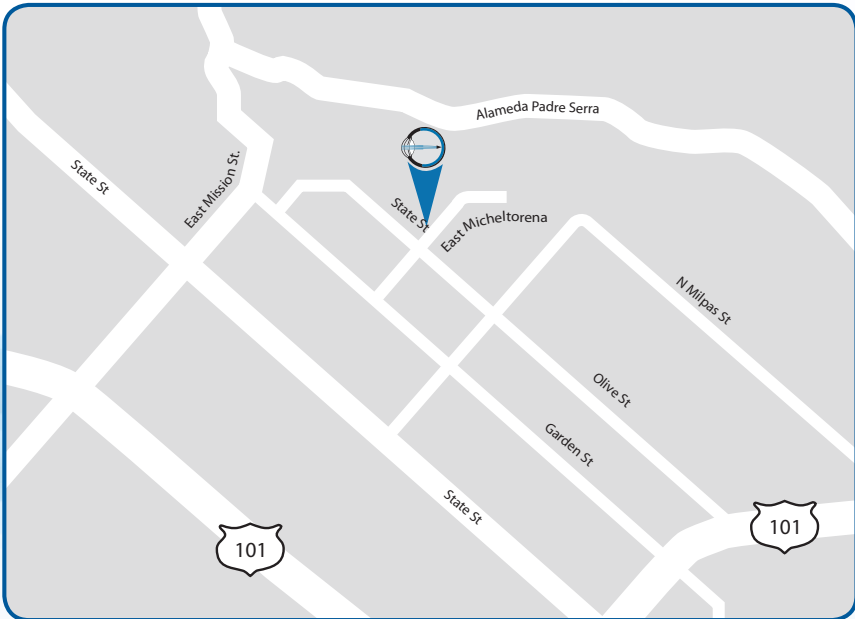 Alameda Padre Serra
State St
East Mission St.
State St
East Micheltorena
N Milpas St
Olive St
Garden St
State St
101
101